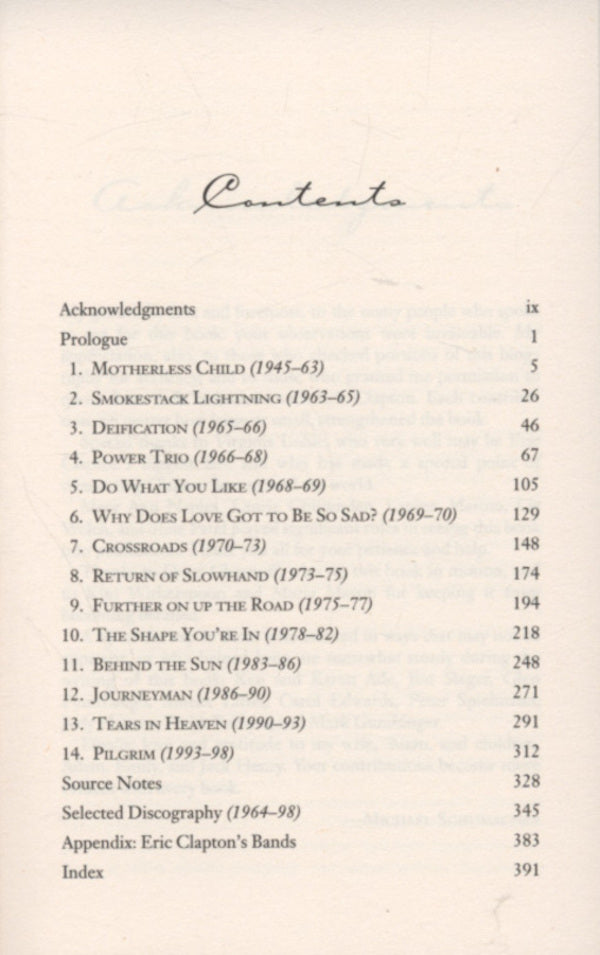 Contents
Acknowledgments ix
Prologue 1
1. Motherless Child (1945–63) 5
2. Smokestack Lightning (1963–65) 26
3. Deification (1965–66) 46
4. Power Trio (1966–68) 67
5. Do What You Like (1968–69) 105
6. Why Does Love Got to Be So Sad? (1969–70) 129
7. Crossroads (1970–73) 148
8. Return of Slowhand (1973–75) 174
9. Further on up the Road (1975–77) 194
10. The Shape You're In (1978–82) 218
11. Behind the Sun (1983–86) 248
12. Journeyman (1986–90) 271
13. Tears in Heaven (1990–93) 291
14. Pilgrim (1993–98) 312
Source Notes 328
Selected Discography (1964–98) 345
Appendix: Eric Clapton's Bands 383
Index 391